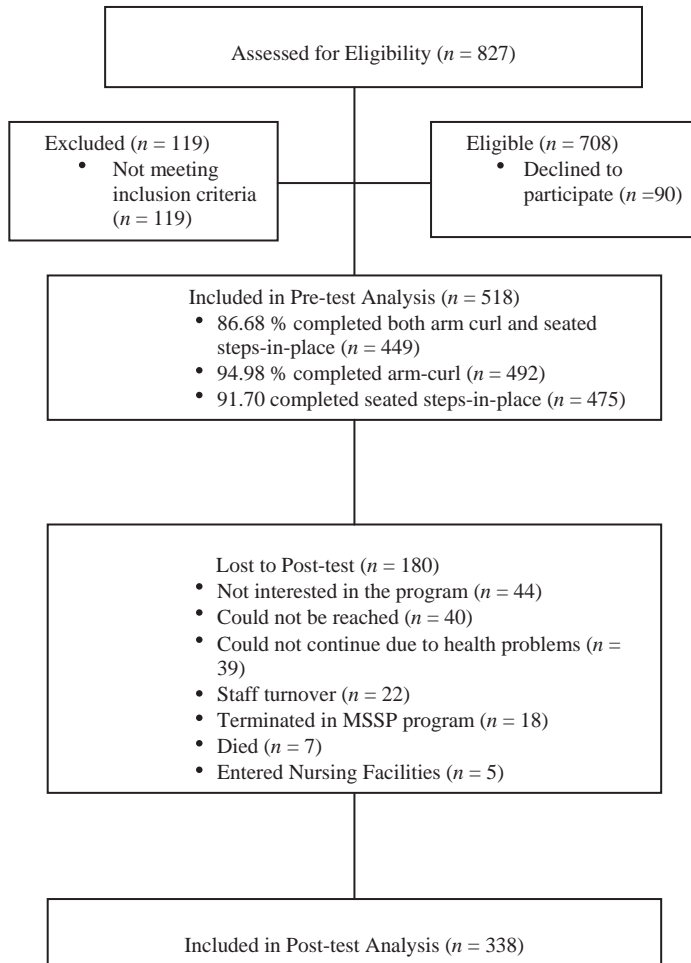 Assessed for Eligibility (n = 827)
Excluded (n = 119)
• Not meeting
inclusion criteria
(n = 119)
Eligible (n = 708)
• Declined to
participate (n =90)
Included in Pre-test Analysis (n = 518)
• 86.68 % completed both arm curl and seated
steps-in-place (n = 449)
• 94.98 % completed arm-curl (n = 492)
• 91.70 completed seated steps-in-place (n = 475)
Lost to Post-test (n = 180)
• Not interested in the program (n = 44)
• Could not be reached (n = 40)
• Could not continue due to health problems (n =
39)
• Staff turnover (n = 22)
• Terminated in MSSP program (n = 18)
• Died (n = 7)
• Entered Nursing Facilities (n = 5)
Included in Post-test Analysis (n = 338)